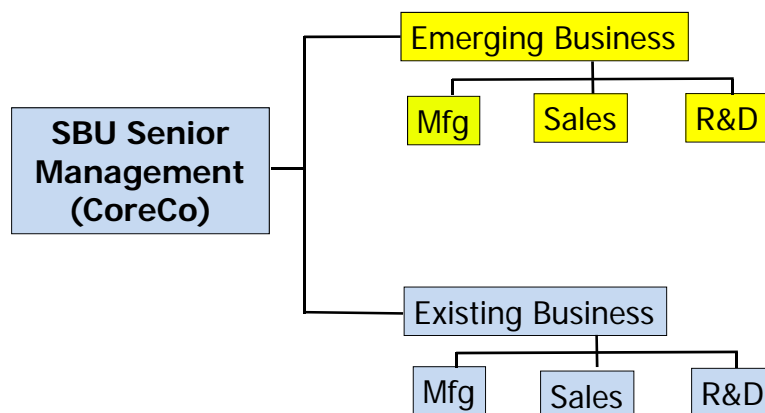 Emerging Business
Mfg
Sales
R&D
SBU Senior
Management
(CoreCo)
Existing Business
Mfg
Sales
R&D